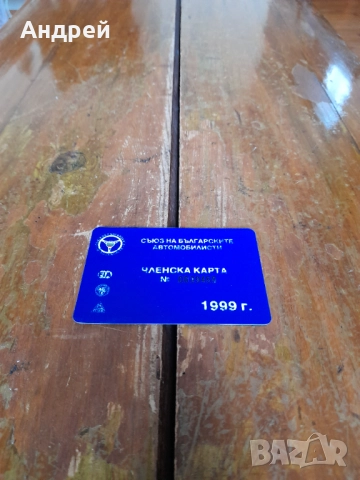 Андрей
СЪЮЗ НА БЪЛГАРСКИТЕ
АВТОМОБИЛИСТИ
ЧЛЕНСКА КАРТА
№
1999 г.
BAZAR